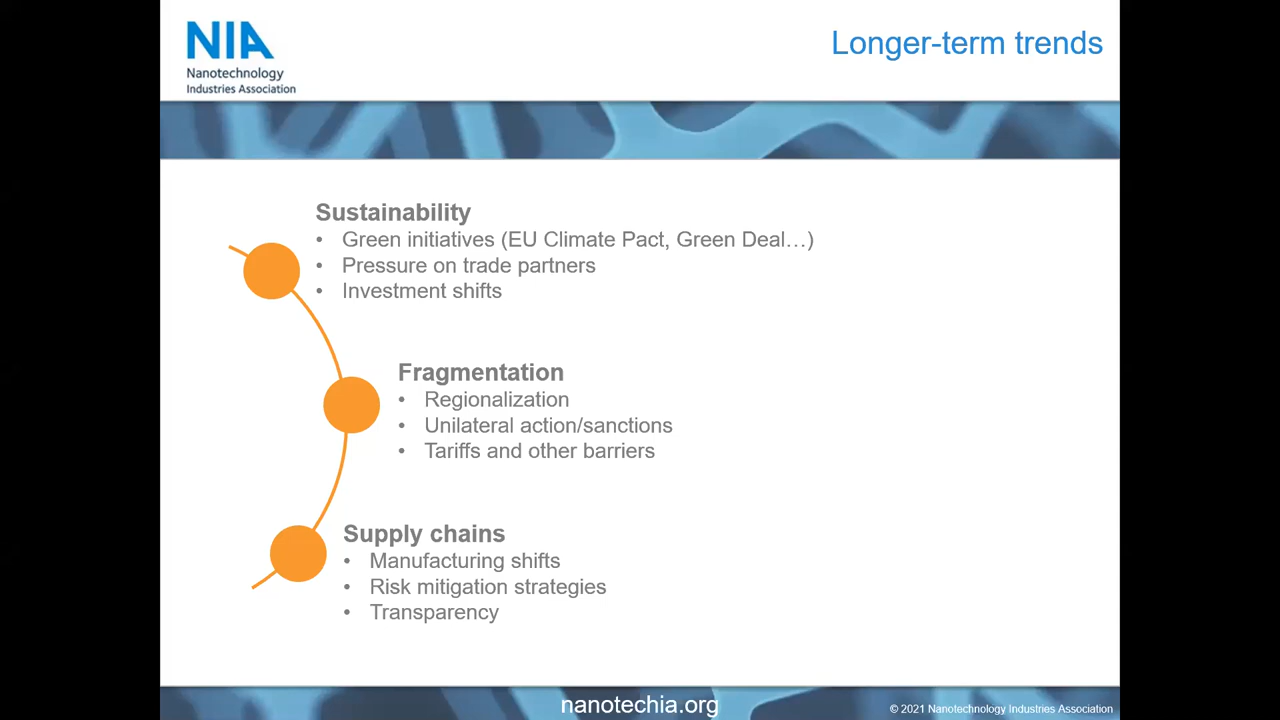 NIA
Nanotechnology
Industries Association
Longer-term trends
Sustainability
• Green initiatives (EU Climate Pact, Green Deal…)
• Pressure on trade partners
• Investment shifts
Fragmentation
• Regionalization
• Unilateral action/sanctions
• Tariffs and other barriers
Supply chains
• Manufacturing shifts
• Risk mitigation strategies
• Transparency
nanotechia.org
© 2021 Nanotechnology Industries Association